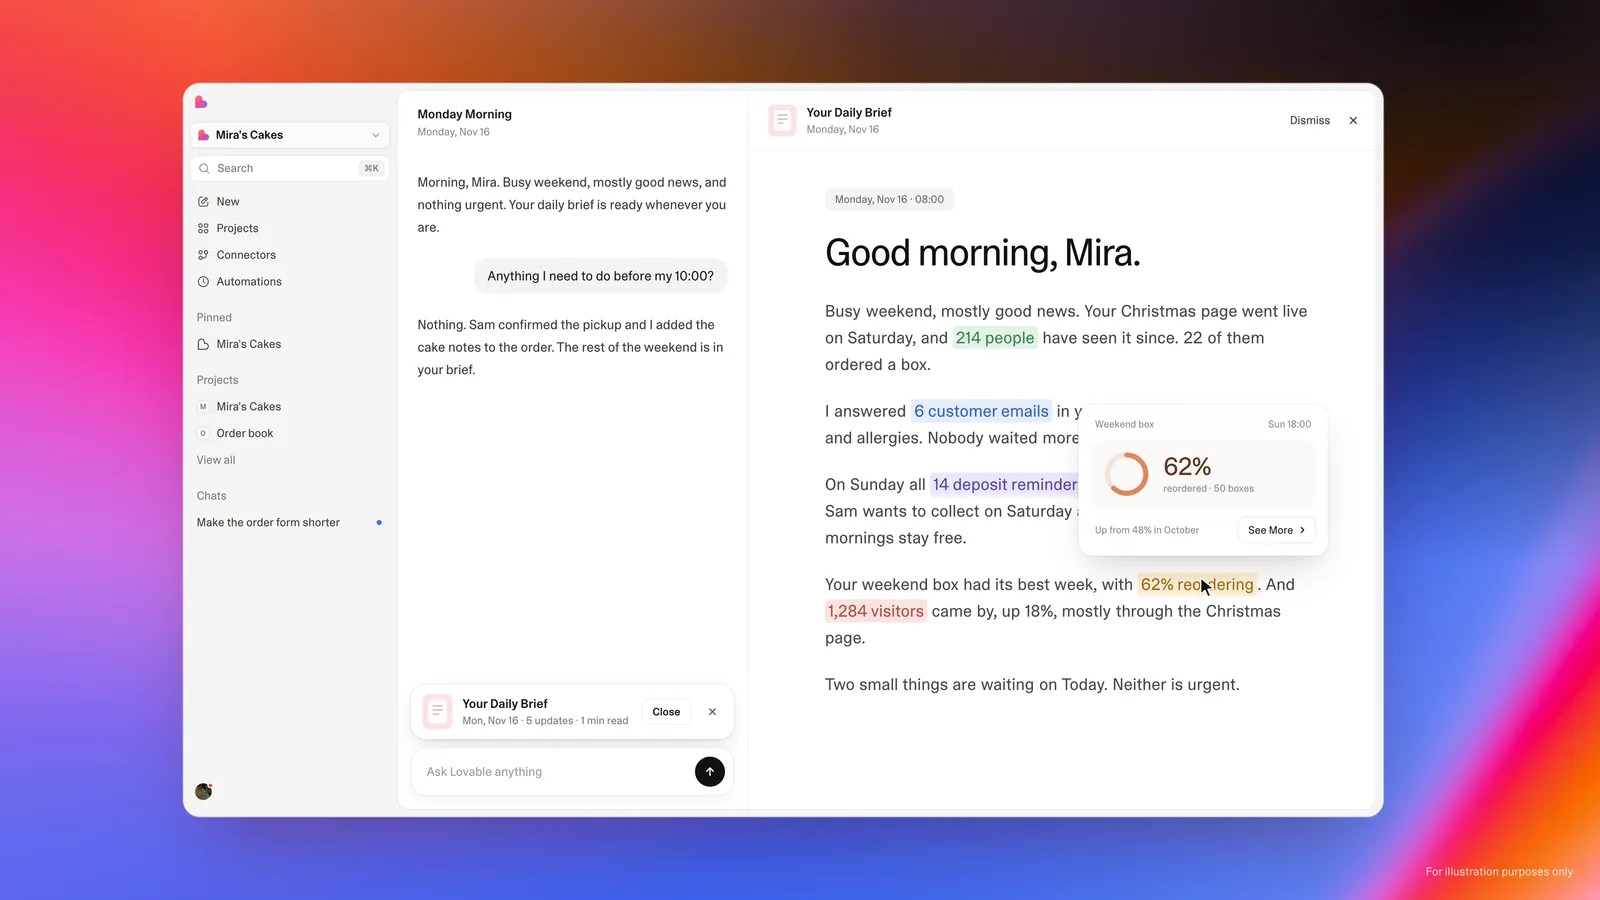 Mira's Cakes
Search
⌘K
New
Projects
Connectors
Automations
Pinned
Mira's Cakes
Projects
M Mira's Cakes
O Order book
View all
Chats
Make the order form shorter
Monday Morning
Monday, Nov 16
Morning, Mira. Busy weekend, mostly good news, and
nothing urgent. Your daily brief is ready whenever you
are.
Anything I need to do before my 10:00?
Nothing. Sam confirmed the pickup and I added the
cake notes to the order. The rest of the weekend is in
your brief.
Your Daily Brief
Mon, Nov 16 · 5 updates · 1 min read
Close
Ask Lovable anything
Your Daily Brief
Monday, Nov 16
Dismiss
Monday, Nov 16 · 08:00
Good morning, Mira.
Busy weekend, mostly good news. Your Christmas page went live
on Saturday, and 214 people have seen it since. 22 of them
ordered a box.
I answered 6 customer emails in y
and allergies. Nobody waited more
On Sunday all 14 deposit reminder
Sam wants to collect on Saturday
mornings stay free.
Weekend box
Sun 18:00
62%
reordered · 50 boxes
Up from 48% in October
See More
Your weekend box had its best week, with 62% reordering. And
1,284 visitors came by, up 18%, mostly through the Christmas
page.
Two small things are waiting on Today. Neither is urgent.
For illustration purposes only